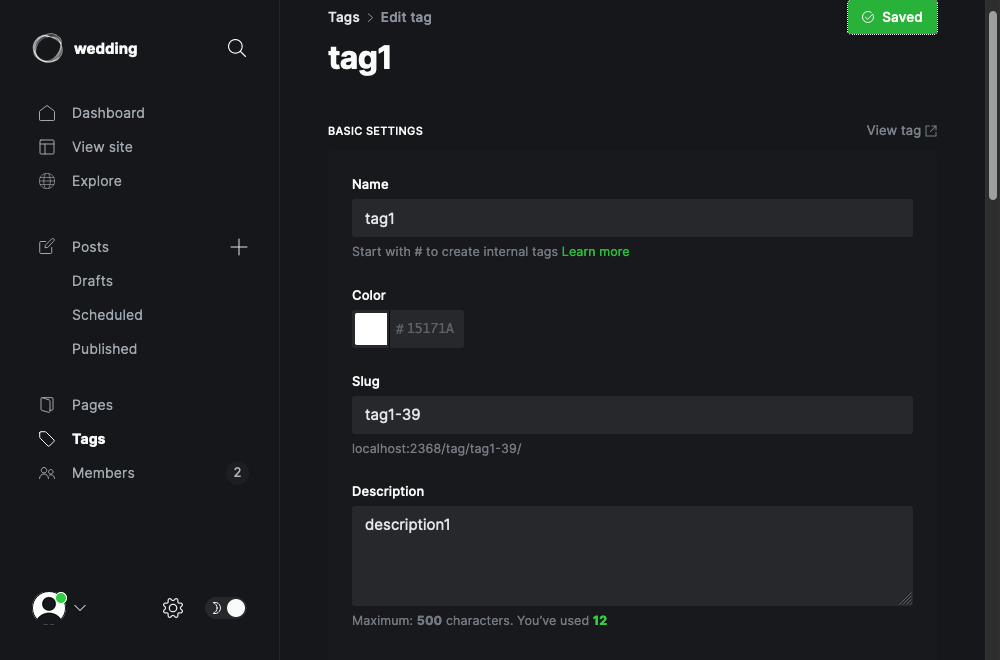 wedding
Dashboard
View site
Explore
Posts
Drafts
Scheduled
Published
Pages
Tags
Members 2
Tags > Edit tag
Saved
tag1
BASIC SETTINGS
View tag
Name
tag1
Start with # to create internal tags Learn more
Color
# 15171A
Slug
tag1-39
localhost:2368/tag/tag1-39/
Description
description1
Maximum: 500 characters. You've used 12